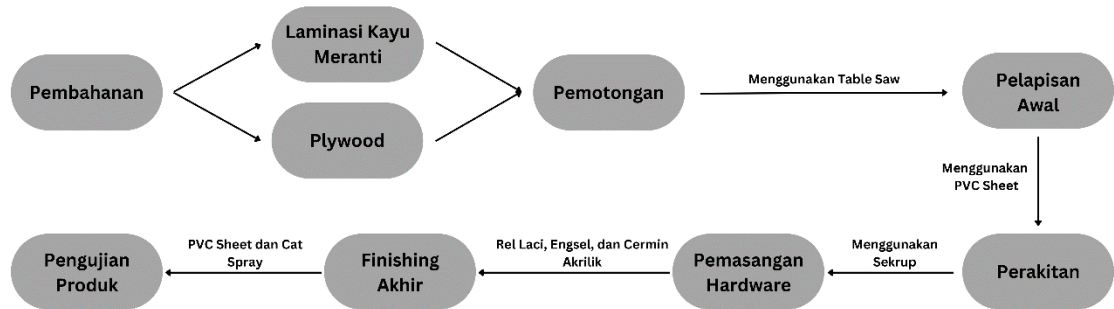 Pembahanan
Laminasi Kayu
Meranti
Plywood
Pemotongan
Menggunakan Table Saw
Pelapisan
Awal
Menggunakan
PVC Sheet
Perakitan
Menggunakan
Sekrup
Pemasangan
Hardware
Rel Laci, Engsel, dan Cermin
Akrilik
Finishing
Akhir
PVC Sheet dan Cat
Spray
Pengujian
Produk